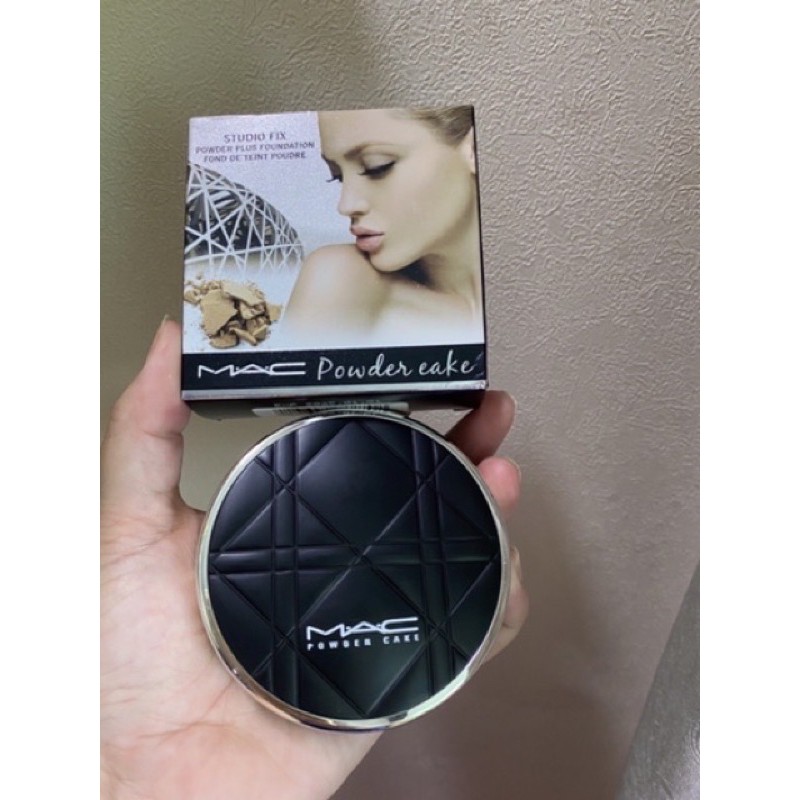 STUDIO FIX
POWDER PLUS FOUNDATION
FOND DE TEINT POUDRE
MAC Powder cake
MAC
POWDER CAKE